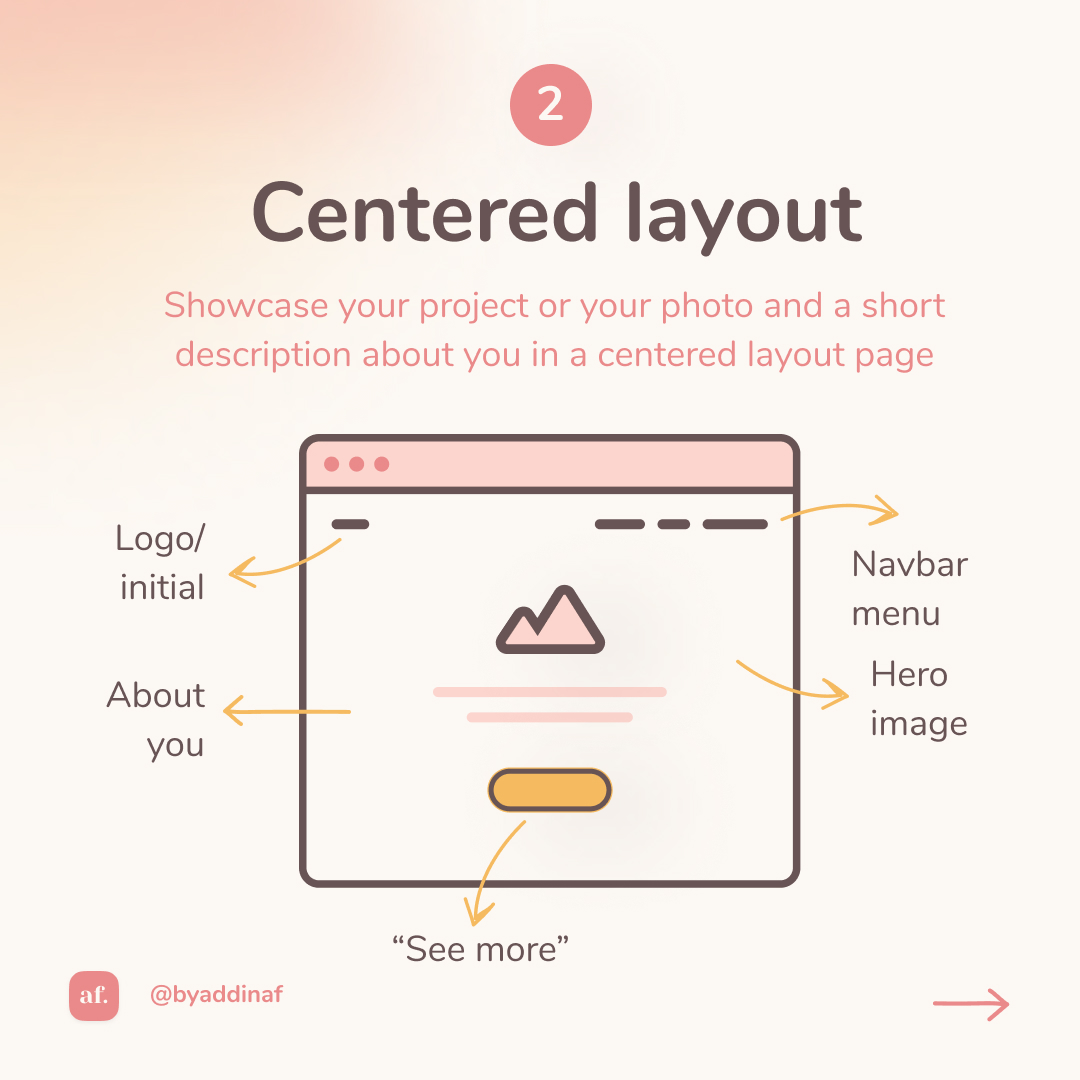 2
Centered layout
Showcase your project or your photo and a short
description about you in a centered layout page
Logo/
initial
Navbar
menu
About
you
Hero
image
“See more”
af.
@byaddinaf